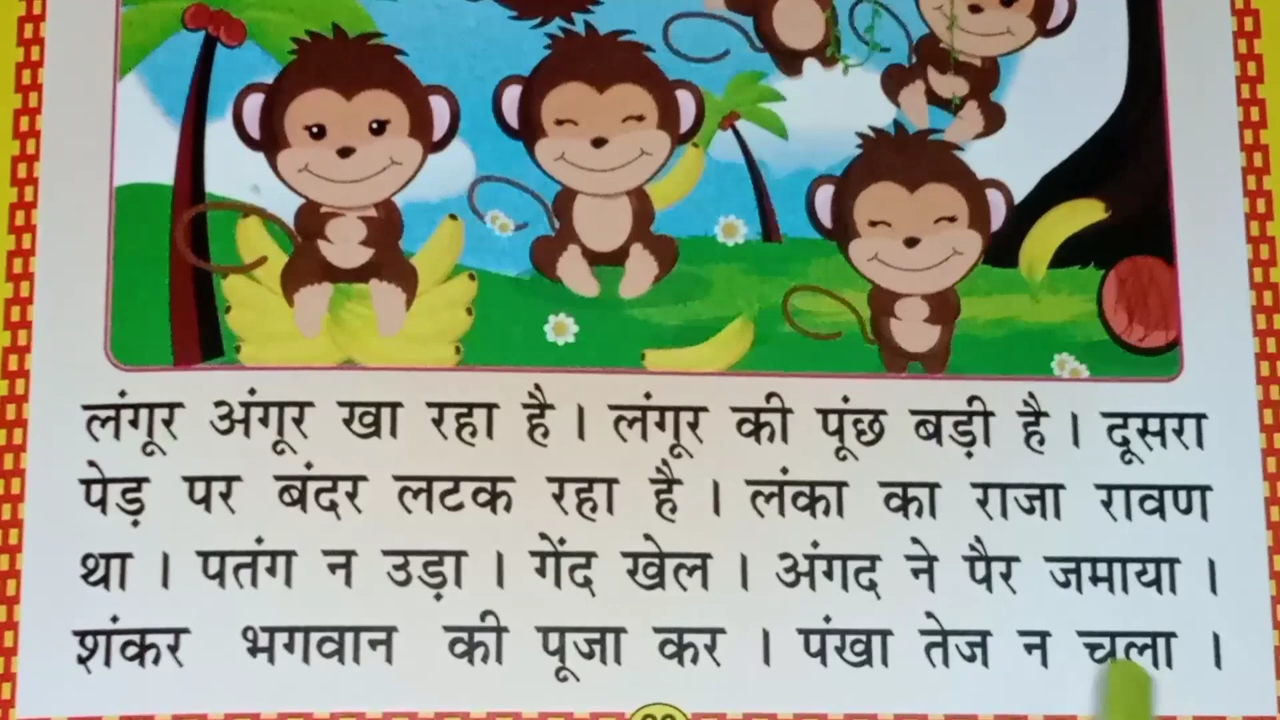 लंगूर अंगूर खा रहा है। लंगूर की पूंछ बड़ी है। दूसरा
पेड़ पर बंदर लटक रहा है। लंका का राजा रावण
था। पतंग न उड़ा। गेंद खेल। अंगद ने पैर जमाया।
शंकर भगवान की पूजा कर। पंखा तेज न चला।